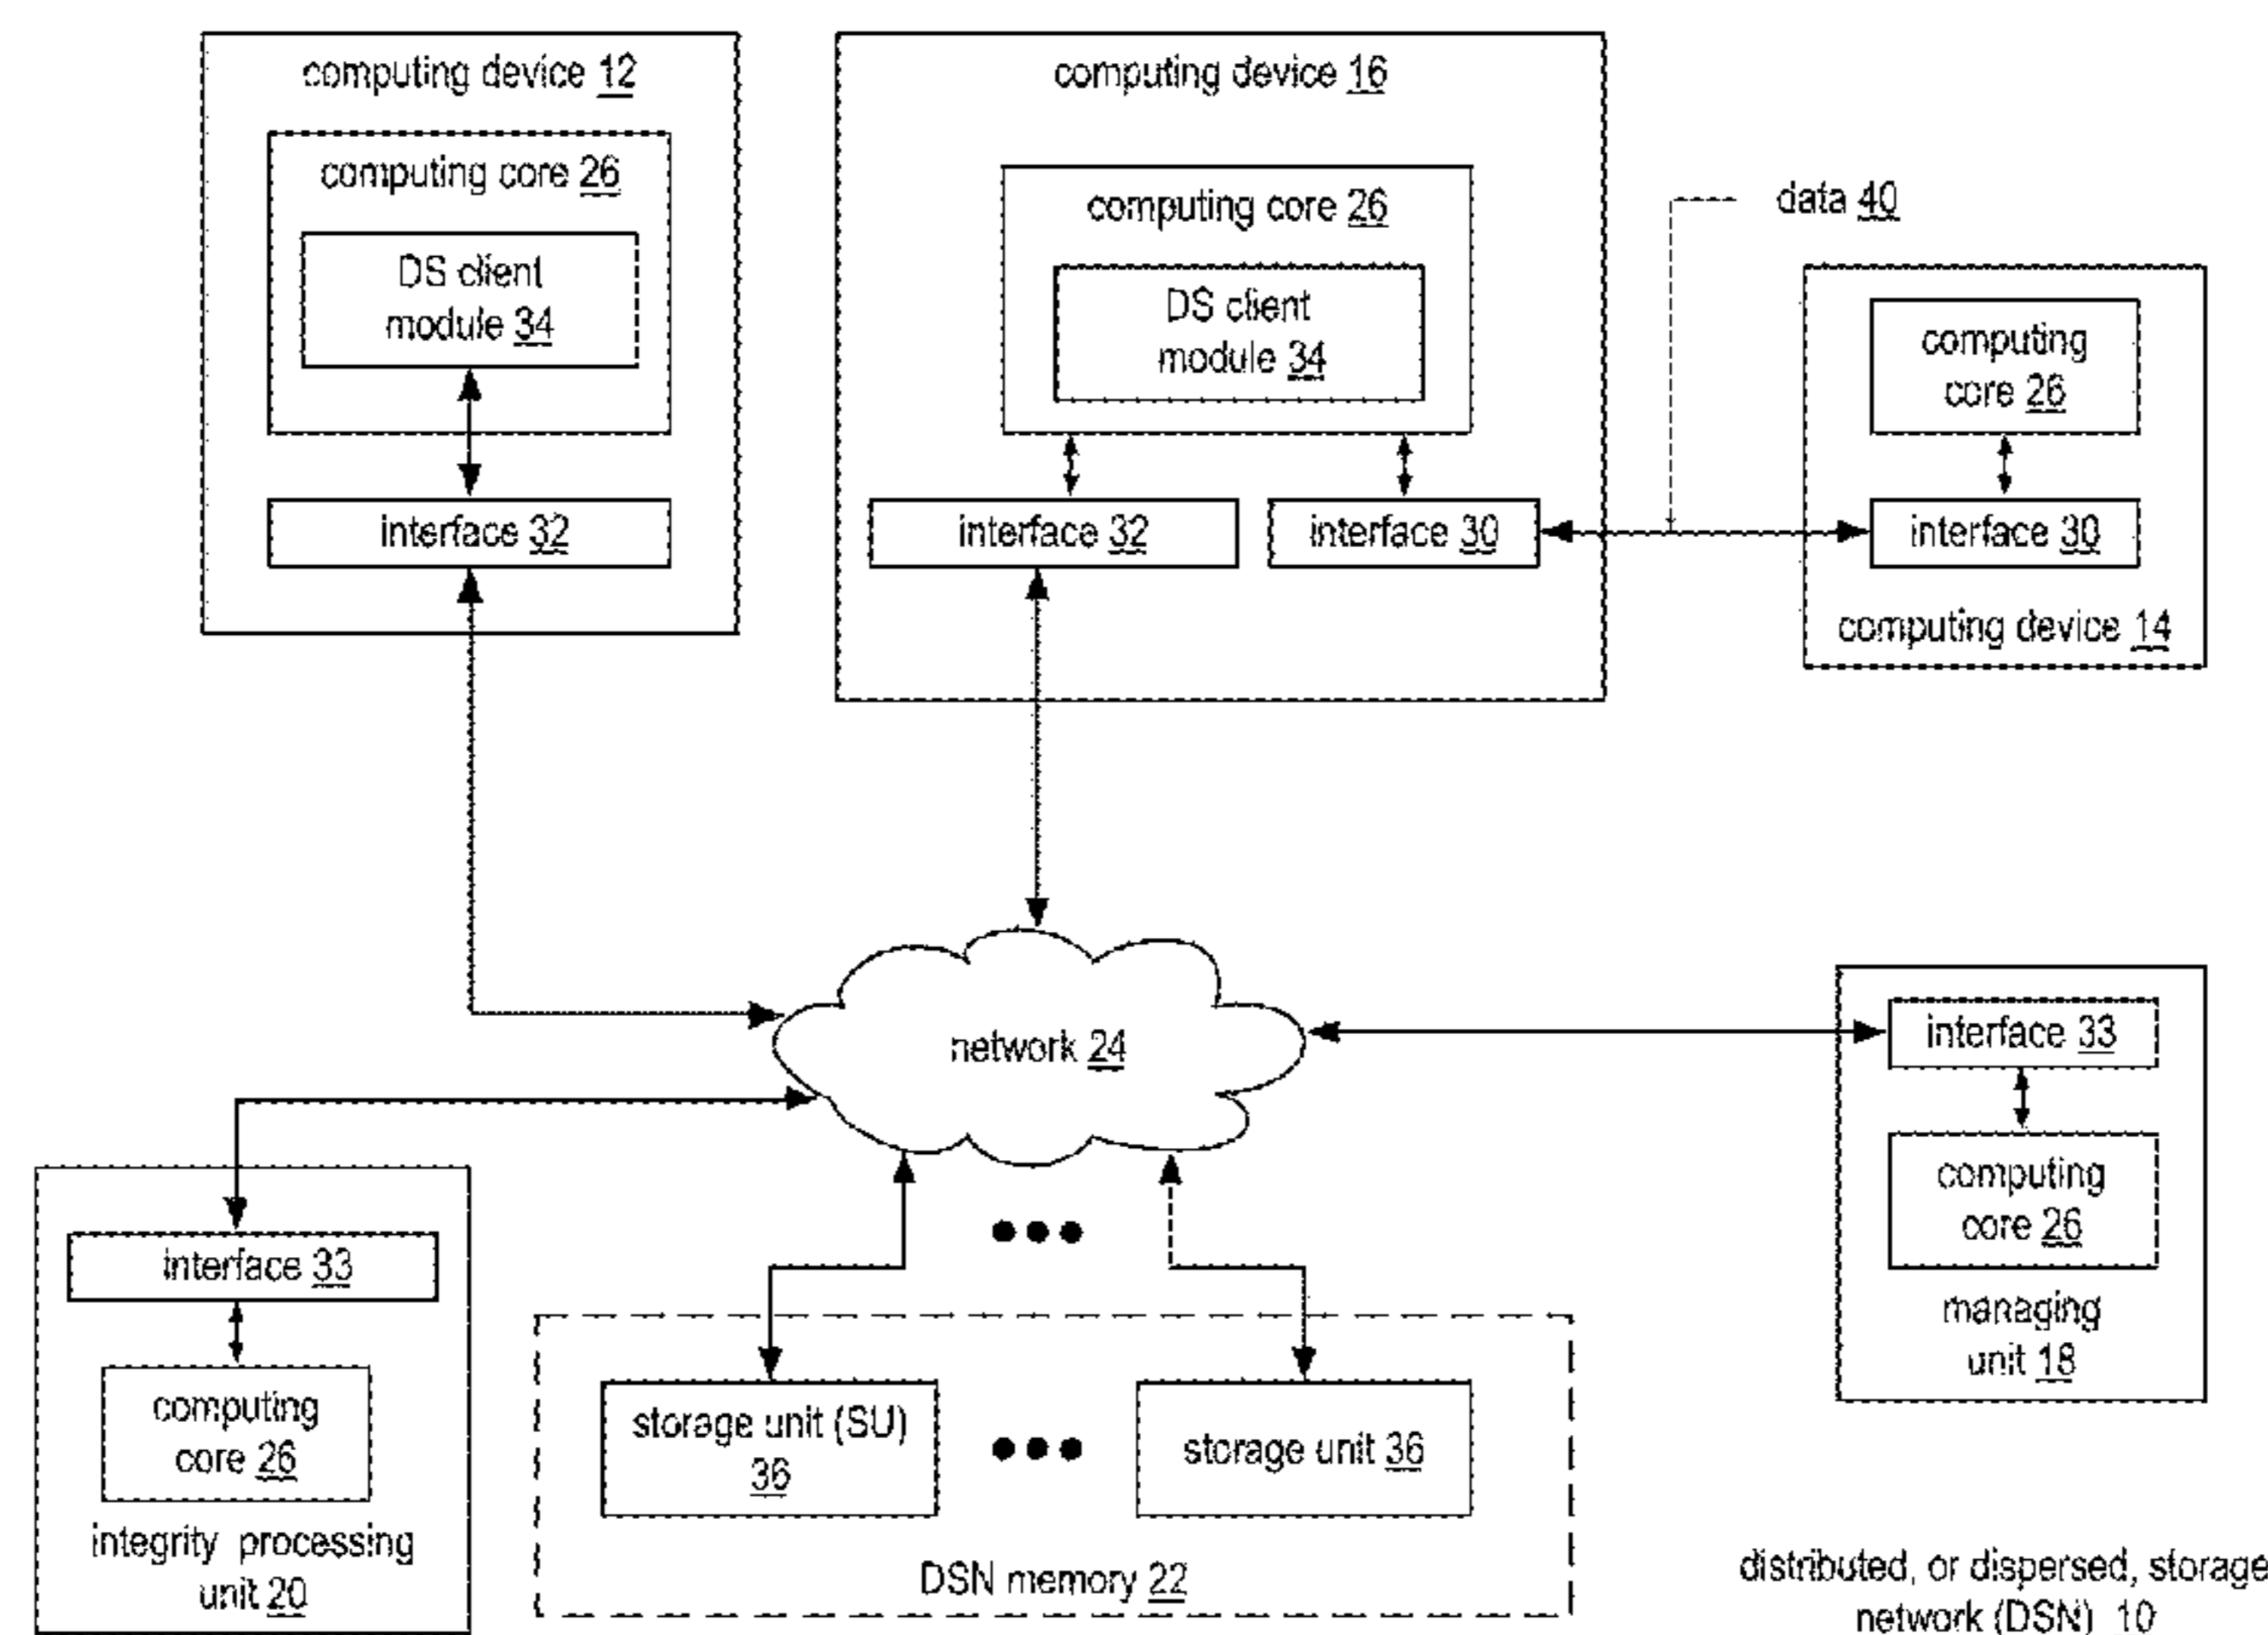 computing device 12
computing core 26
DS client
module 34
interface 32
computing device 16
computing core 26
DS client
module 34
interface 32
interface 30
data 40
computing
core 26
interface 30
computing device 14
network 24
interface 33
computing
core 26
managing
unit 18
interface 33
computing
core 26
integrity processing
unit 20
storage unit (SU)
36
storage unit 36
DSN memory 22
distributed, or dispersed, storage
network (DSN) 10